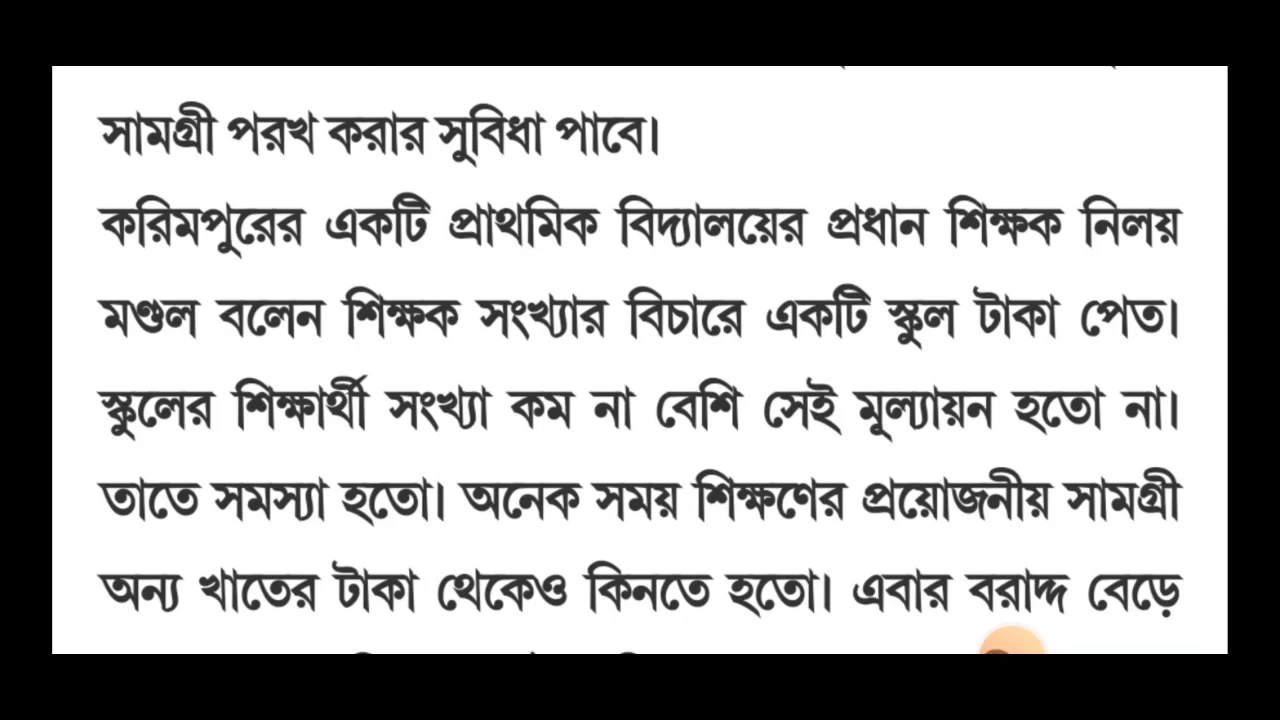 সামগ্রী পরখ করার সুবিধা পাবে।
করিমপুরের একটি প্রাথমিক বিদ্যালয়ের প্রধান শিক্ষক নিলয়
মণ্ডল বলেন শিক্ষক সংখ্যার বিচারে একটি স্কুল টাকা পেত।
স্কুলের শিক্ষার্থী সংখ্যা কম না বেশি সেই মূল্যায়ন হতো না।
তাতে সমস্যা হতো। অনেক সময় শিক্ষণের প্রয়োজনীয় সামগ্রী
অন্য খাতের টাকা থেকেও কিনতে হতো। এবার বরাদ্দ বেড়ে